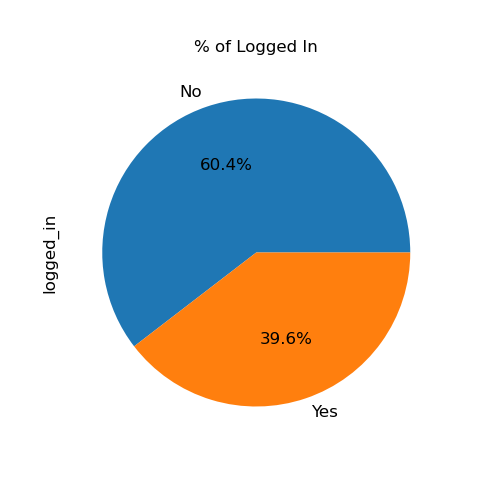 % of Logged In
No
60.4%
logged_in
39.6%
Yes